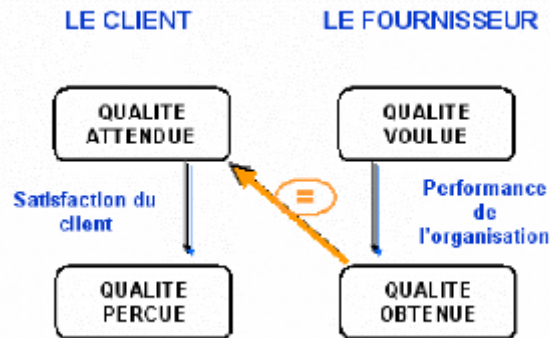 LE CLIENT
LE FOURNISSEUR
QUALITE
ATTENDUE
QUALITE
VOULUE
Satisfaction du
client
=
Performance
de
l'organisation
QUALITE
PERCUE
QUALITE
OBTENUE